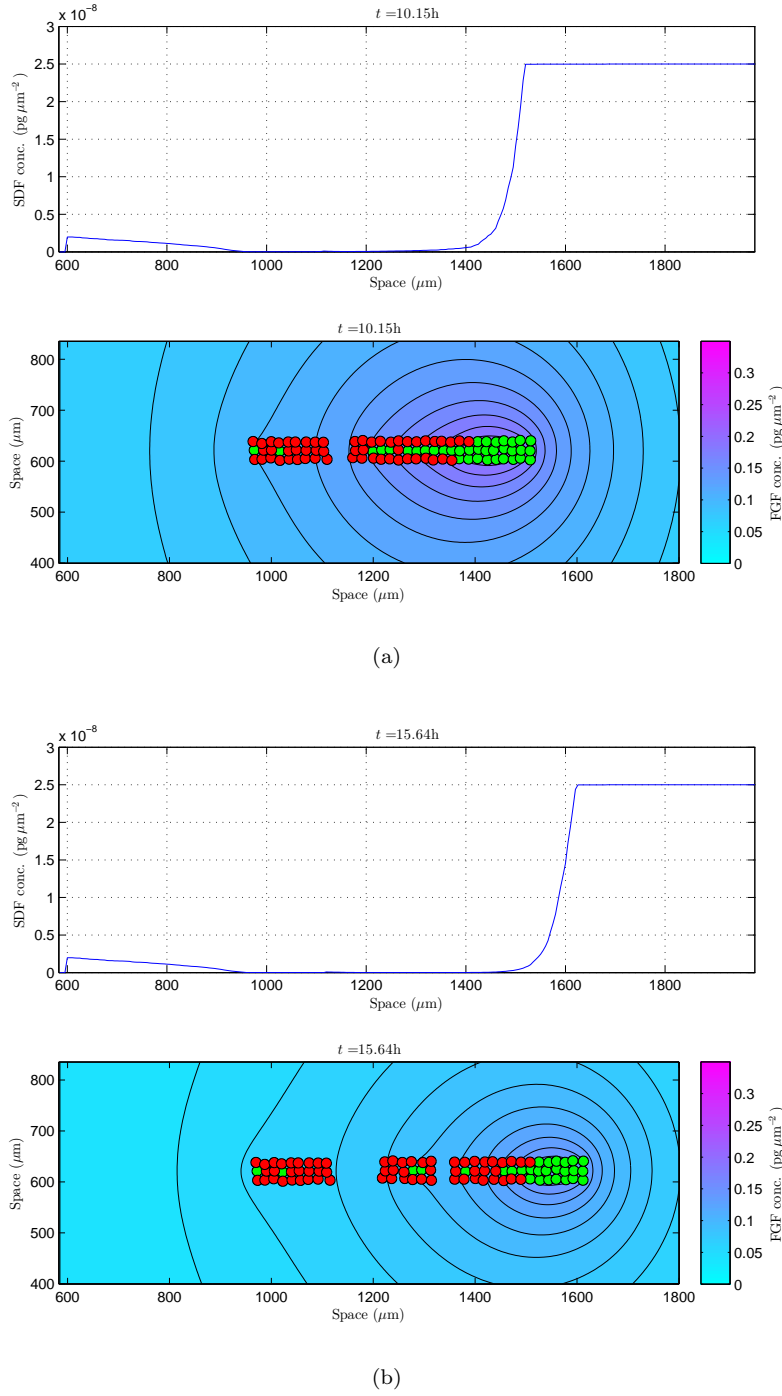 x 10⁻⁸
t =10.15h
3
2.5
2
1.5
1
0.5
0
SDF conc. (pg μm⁻²)
600 800 1000 1200 1400 1600 1800
Space (μm)
t =10.15h
800
700
600
500
400
Space (μm)
600 800 1000 1200 1400 1600 1800
Space (μm)
0.3
0.25
0.2
0.15
0.1
0.05
0
FGF conc. (pg μm⁻²)
(a)
x 10⁻⁸
t =15.64h
3
2.5
2
1.5
1
0.5
0
SDF conc. (pg μm⁻²)
600 800 1000 1200 1400 1600 1800
Space (μm)
t =15.64h
800
700
600
500
400
Space (μm)
600 800 1000 1200 1400 1600 1800
Space (μm)
0.3
0.25
0.2
0.15
0.1
0.05
0
FGF conc. (pg μm⁻²)
(b)